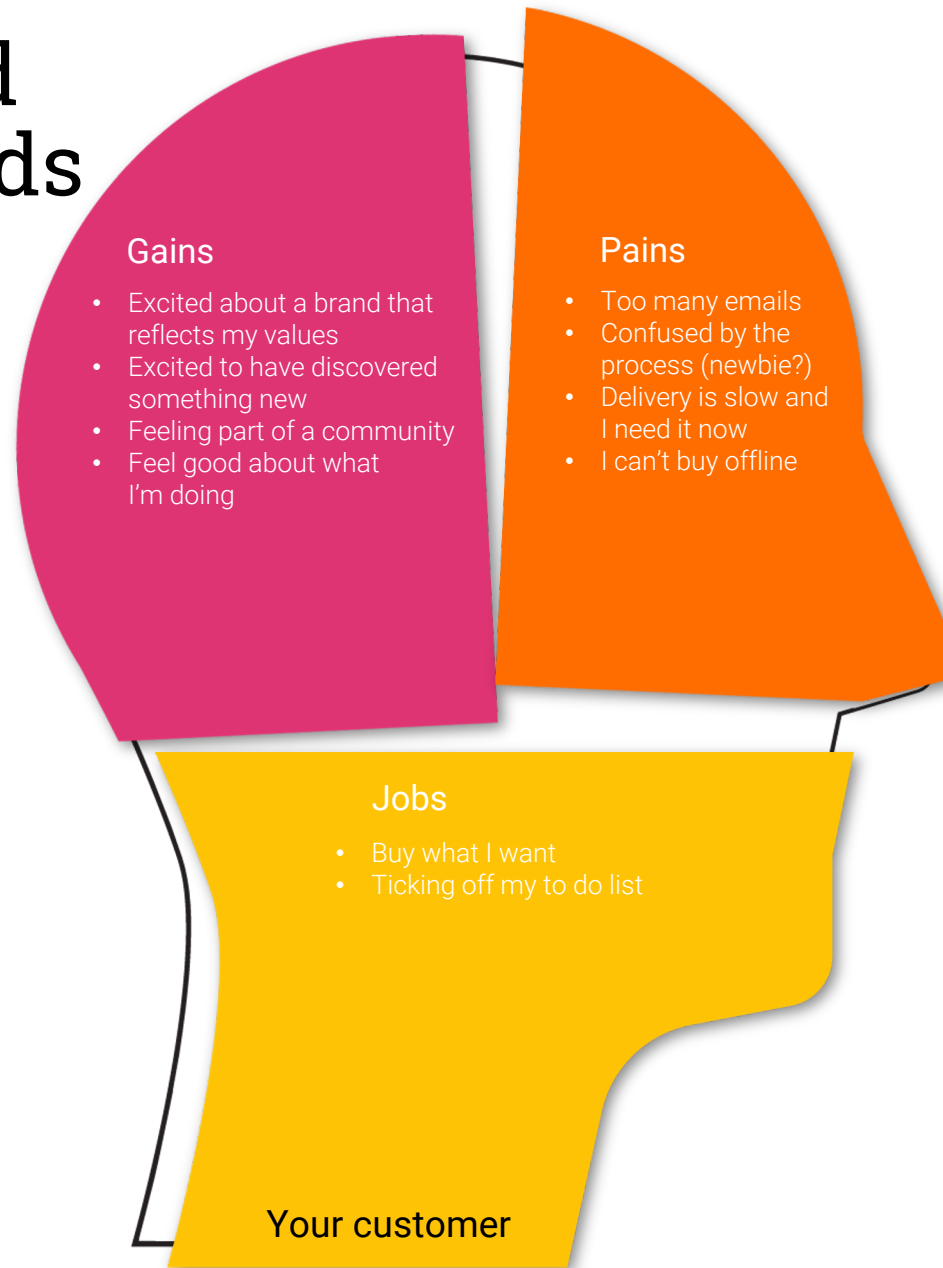 ds
Gains
• Excited about a brand that
reflects my values
• Excited to have discovered
something new
• Feeling part of a community
• Feel good about what
I'm doing
Pains
• Too many emails
• Confused by the
process (newbie?)
• Delivery is slow and
I need it now
• I can't buy offline
Jobs
• Buy what I want
• Ticking off my to do list
Your customer